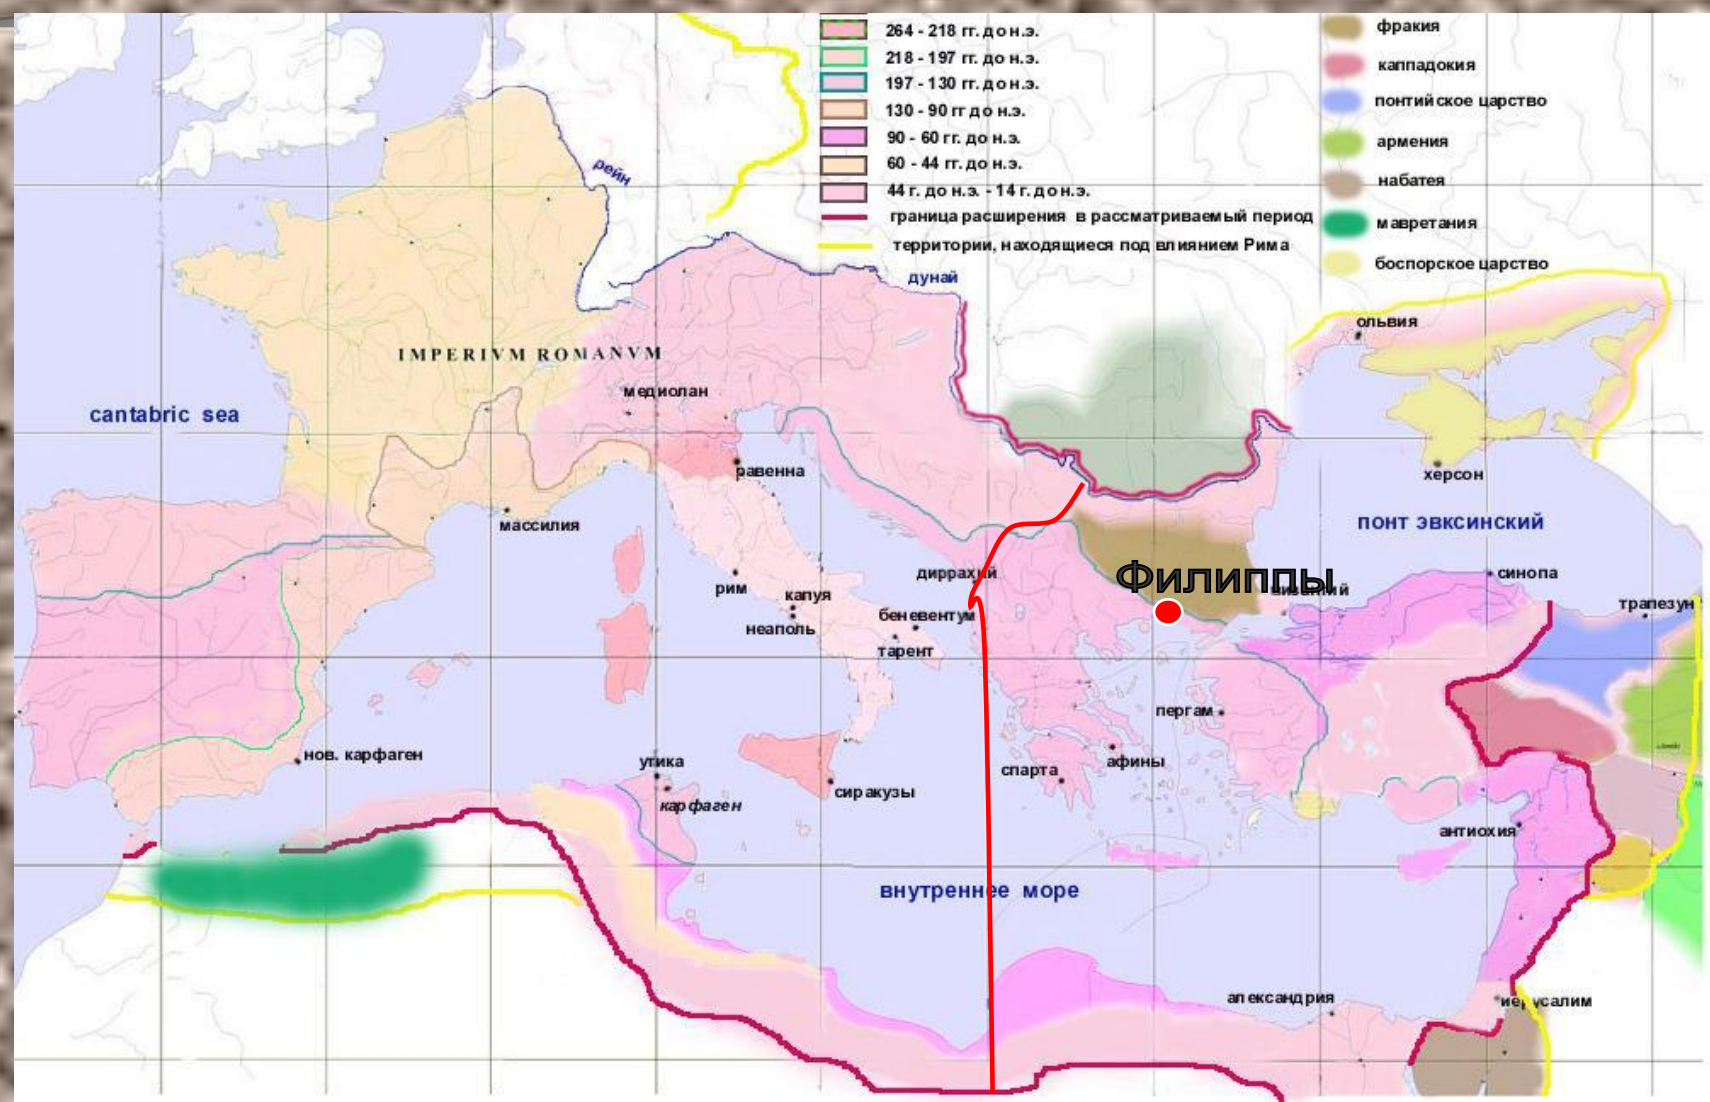 264 - 218 гг. до н.э.
218 - 197 гг. до н.э.
197 - 130 гг. до н.э.
130 - 90 гг до н.э.
90 - 60 гг. до н.э.
60 - 44 гг. до н.э.
44 г. до н.э. - 14 г. до н.э.
граница расширения в рассматриваемый период
территории, находящиеся под влиянием Рима
фракия
каппадокия
понтийское царство
армения
набатея
мавретания
боспорское царство
рейн
дунай
ольвия
IMPERIVM ROMANVM
медиолан
cantabric sea
равенна
херсон
массилия
понт эвксинский
диррахий
Филиппы
синопа
рим
капуя
трапезун
неаполь
беневентум
тарент
пергам
нов. карфаген
утика
спарта
афины
сиракузы
карфаген
антиохия
внутреннее море
александрия
иерусалим